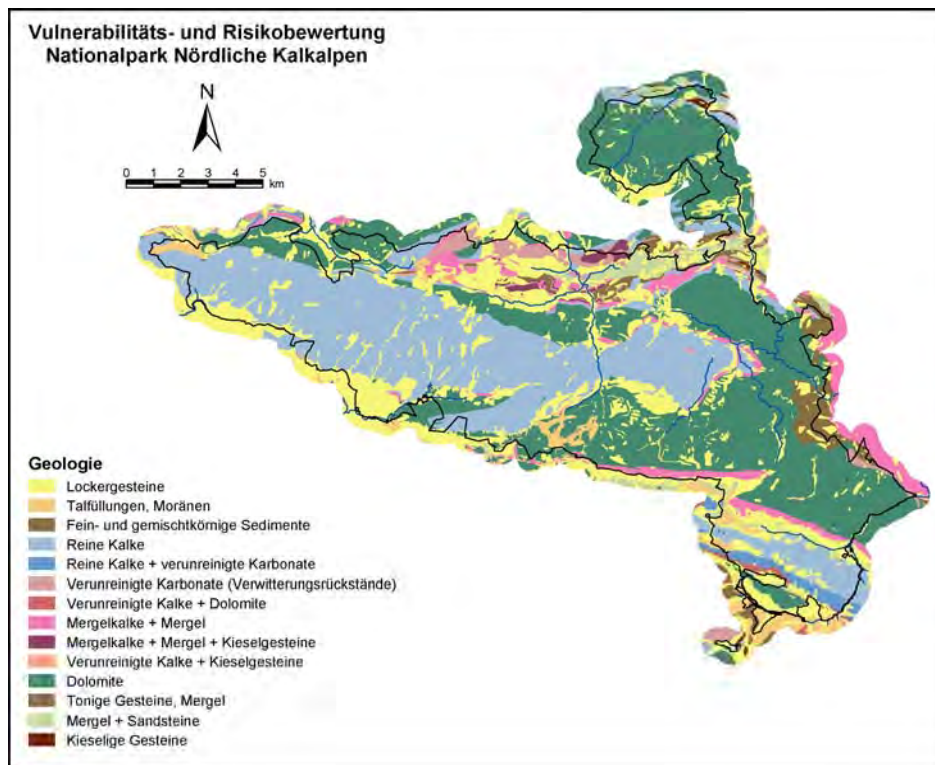 Vulnerabilitäts- und Risikobewertung
Nationalpark Nördliche Kalkalpen
N
0 1 2 3 4 5
km
Geologie
Lockergesteine
Talfüllungen, Moränen
Fein- und gemischtkörnige Sedimente
Reine Kalke
Reine Kalke + verunreinigte Karbonate
Verunreinigte Karbonate (Verwitterungsrückstände)
Verunreinigte Kalke + Dolomite
Mergelkalke + Mergel
Mergelkalke + Mergel + Kieselgesteine
Verunreinigte Kalke + Kieselgesteine
Dolomite
Tonige Gesteine, Mergel
Mergel + Sandsteine
Kieselige Gesteine